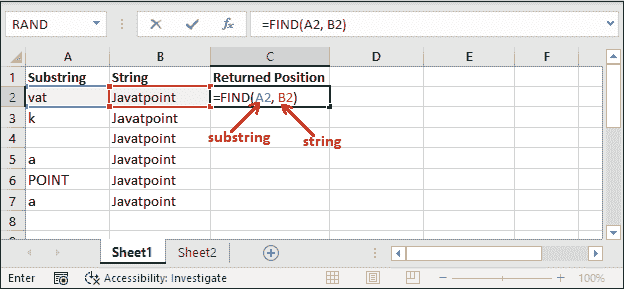 RAND =FIND(A2, B2)
A B C D E F
1 Substring String Returned Position
2 vat Javatpoint =FIND(A2, B2)
3 k Javatpoint
substring string
4 Javatpoint
5 a Javatpoint
6 POINT Javatpoint
7 a Javatpoint
8
Sheet1 Sheet2
Enter Accessibility: Investigate 100%